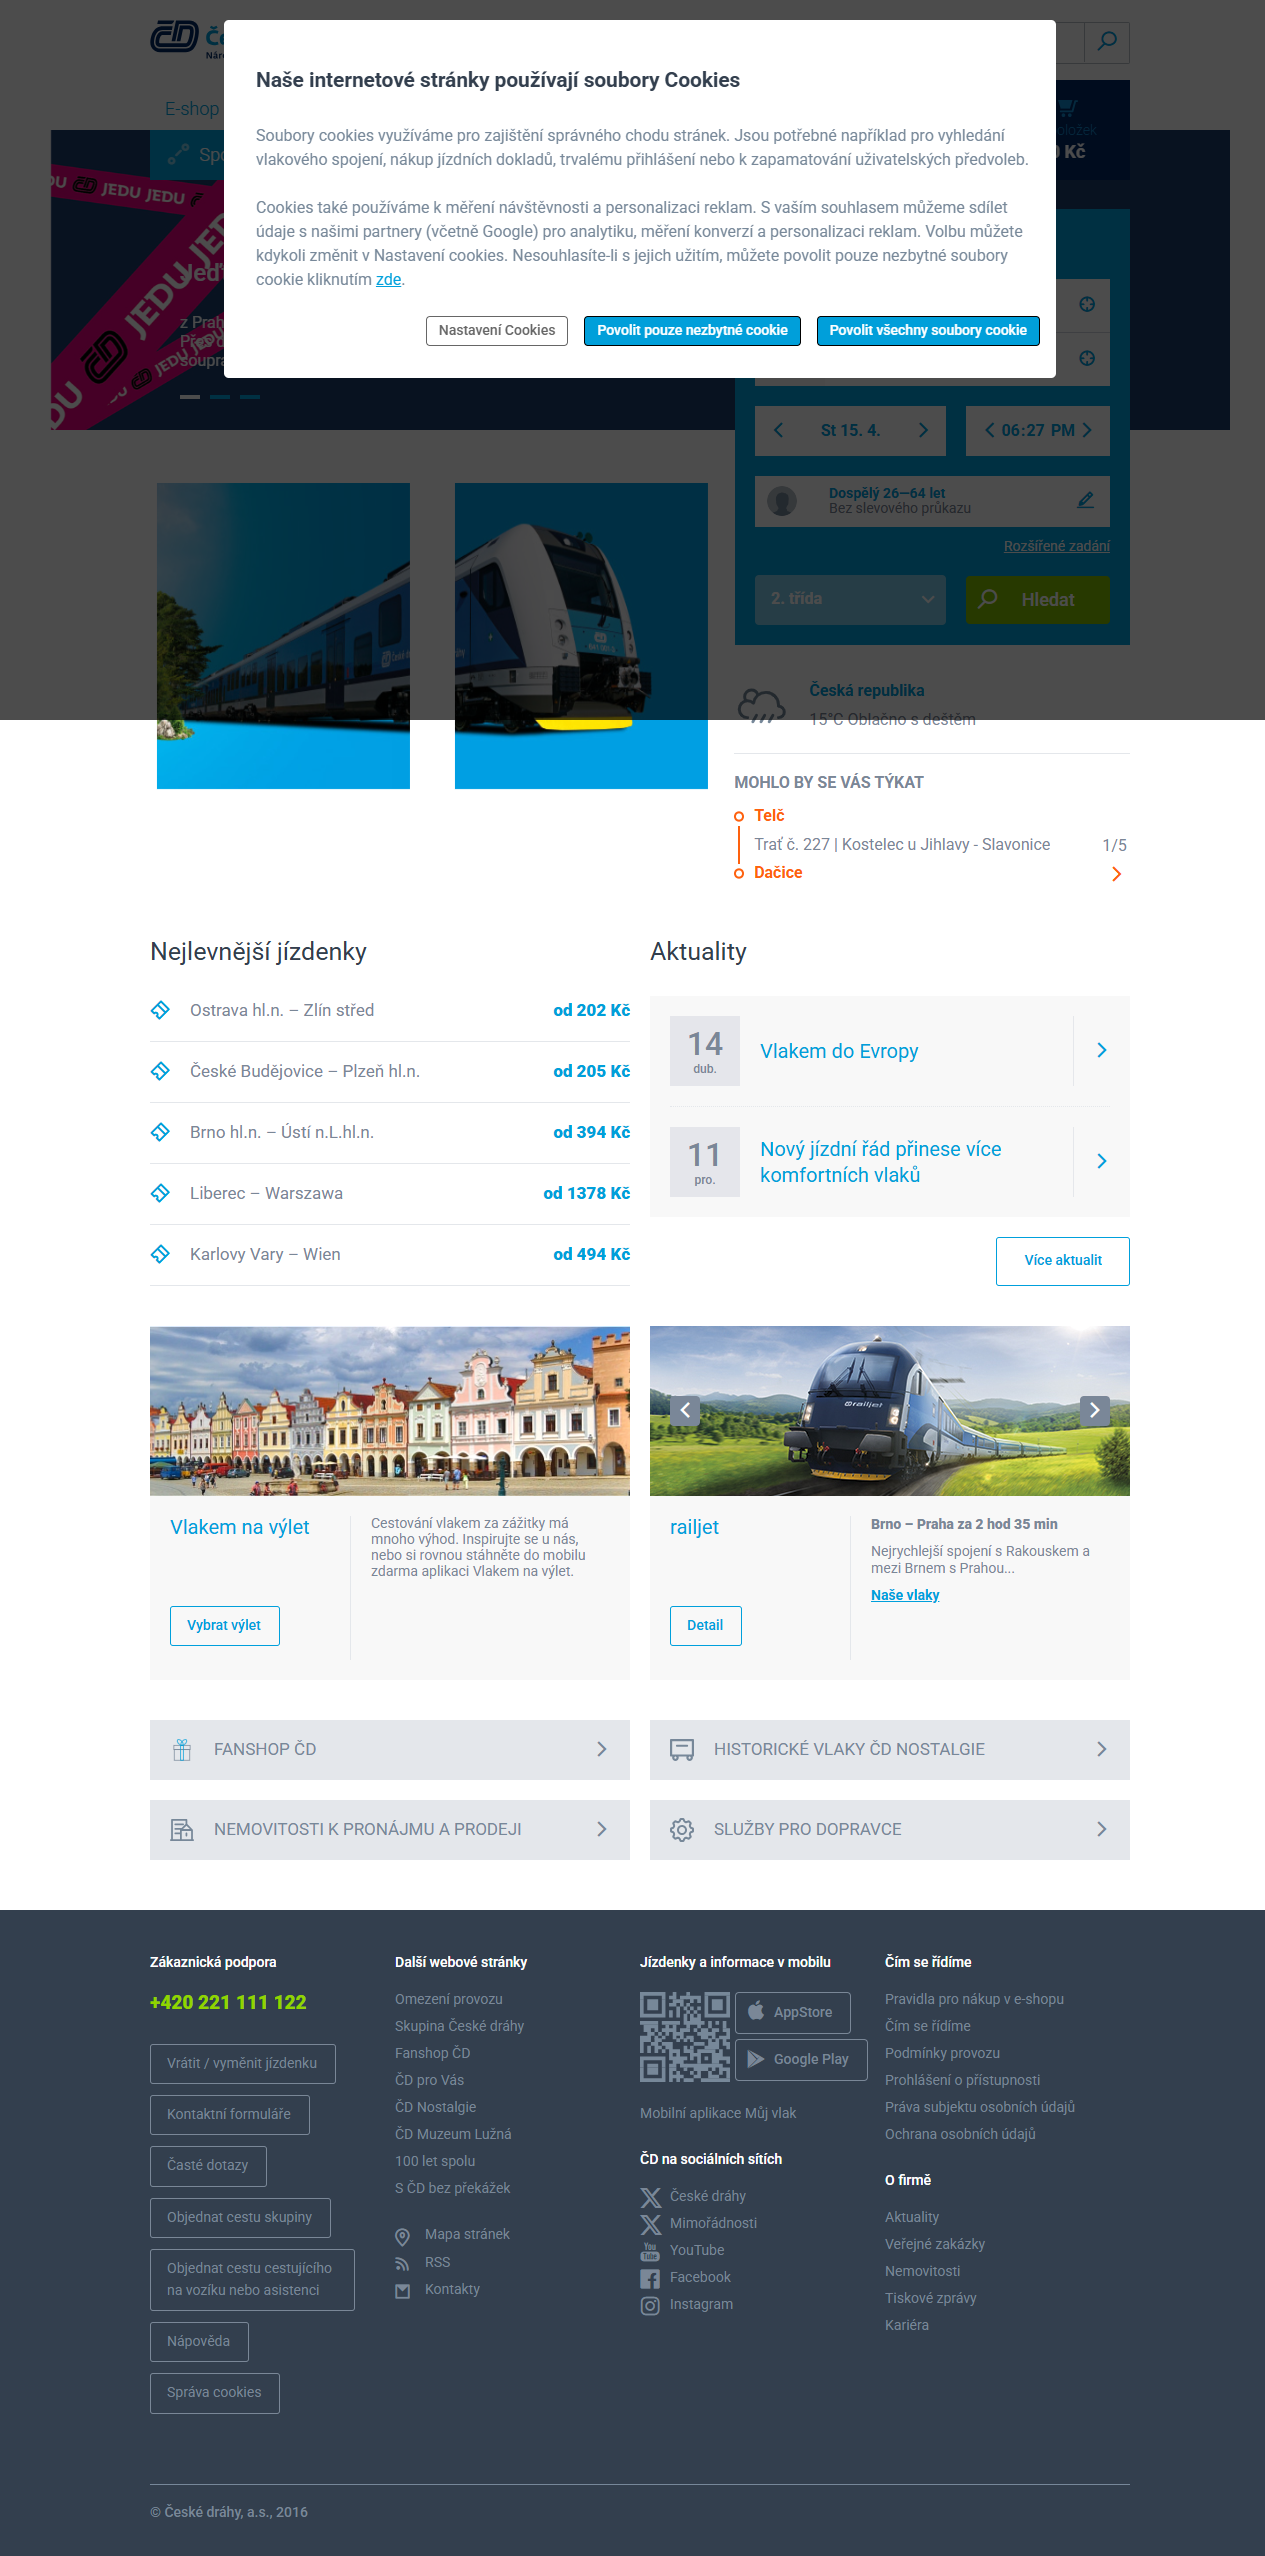 Naše internetové stránky používají soubory Cookies
Soubory cookies využíváme pro zajištění správného chodu stránek. Jsou potřebné například pro vyhledání
vlakového spojení, nákup jízdních dokladů, trvalému přihlášení nebo k zapamatování uživatelských předvoleb.
Cookies také používáme k měření návštěvnosti a personalizaci reklam. S vaším souhlasem můžeme sdílet
údaje s našimi partnery (včetně Google) pro analytiku, měření konverzí a personalizaci reklam. Volbu můžete
kdykoli změnit v Nastavení cookies. Nesouhlasíte-li s jejich užitím, můžete povolit pouze nezbytné soubory
cookie kliknutím zde.
Nastavení Cookies
Povolit pouze nezbytné cookie
Povolit všechny soubory cookie
E-shop
JEDU JEDU
z Prah
Kč
St 15. 4.
06:27 PM
Dospělý 26—64 let
Bez slevového průkazu
Rozšířené zadání
2. třída
Hledat
Česká republika
15°C Oblačno s deštěm
MOHLO BY SE VÁS TÝKAT
Telč
Trať č. 227 | Kostelec u Jihlavy - Slavonice
1/5
Dačice
Nejlevnější jízdenky
Ostrava hl.n. – Zlín střed od 202 Kč
České Budějovice – Plzeň hl.n. od 205 Kč
Brno hl.n. – Ústí n.L.hl.n. od 394 Kč
Liberec – Warszawa od 1378 Kč
Karlovy Vary – Wien od 494 Kč
Aktuality
14
dub.
Vlakem do Evropy
11
pro.
Nový jízdní řád přinese více
komfortních vlaků
Více aktualit
Vlakem na výlet
Cestování vlakem za zážitky má
mnoho výhod. Inspirujte se u nás,
nebo si rovnou stáhněte do mobilu
zdarma aplikaci Vlakem na výlet.
Vybrat výlet
railjet
railjet
Brno – Praha za 2 hod 35 min
Nejrychlejší spojení s Rakouskem a
mezi Brnem s Prahou...
Naše vlaky
Detail
FANSHOP ČD
HISTORICKÉ VLAKY ČD NOSTALGIE
NEMOVITOSTI K PRONÁJMU A PRODEJI
SLUŽBY PRO DOPRAVCE
Zákaznická podpora
+420 221 111 122
Vrátit / vyměnit jízdenku
Kontaktní formuláře
Časté dotazy
Objednat cestu skupiny
Objednat cestu cestujícího
na vozíku nebo asistenci
Nápověda
Správa cookies
Další webové stránky
Omezení provozu
Skupina České dráhy
Fanshop ČD
ČD pro Vás
ČD Nostalgie
ČD Muzeum Lužná
100 let spolu
S ČD bez překážek
Mapa stránek
RSS
Kontakty
Jízdenky a informace v mobilu
AppStore
Google Play
Mobilní aplikace Můj vlak
ČD na sociálních sítích
České dráhy
Mimořádnosti
YouTube
Facebook
Instagram
Čím se řídíme
Pravidla pro nákup v e-shopu
Čím se řídíme
Podmínky provozu
Prohlášení o přístupnosti
Práva subjektu osobních údajů
Ochrana osobních údajů
O firmě
Aktuality
Veřejné zakázky
Nemovitosti
Tiskové zprávy
Kariéra
© České dráhy, a.s., 2016